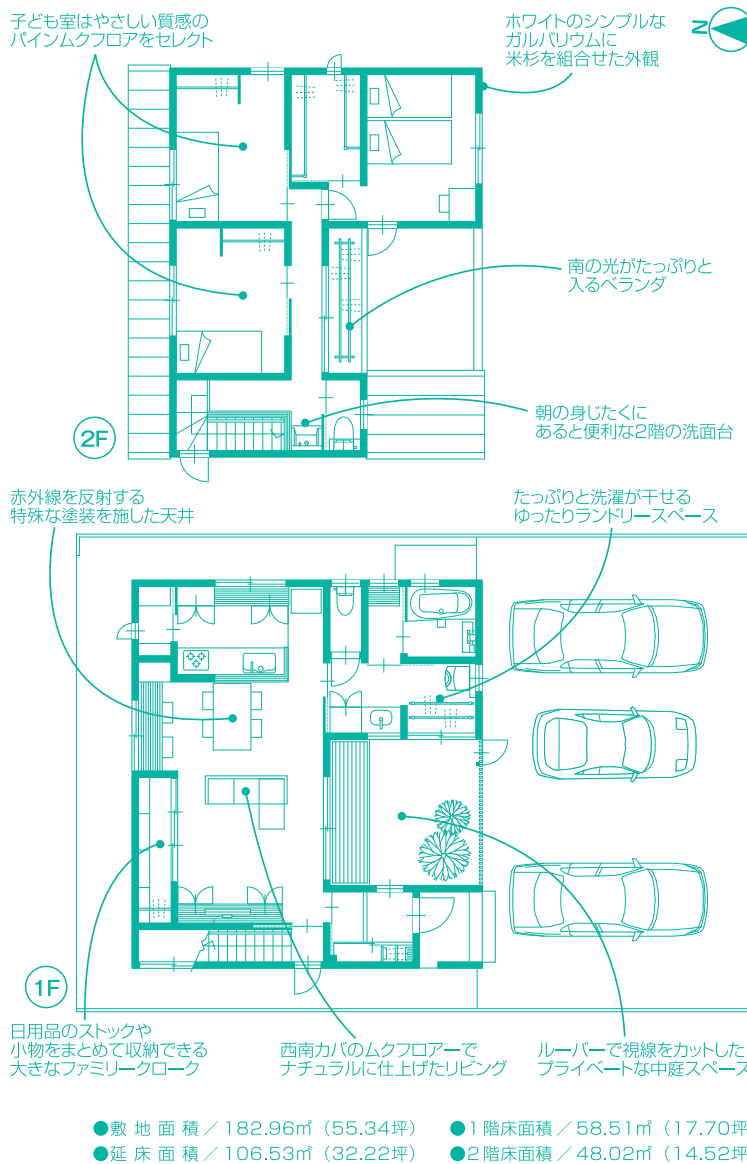 子ども室はやさしい質感の
パインムクフロアをセレクト
ホワイトのシンプルな
ガルバリウムに
米杉を組合せた外観
N
南の光がたっぷりと
入るベランダ
朝の身じたくに
あると便利な2階の洗面台
2F
赤外線を反射する
特殊な塗装を施した天井
たっぷりと洗濯が干せる
ゆったりランドリースペース
1F
日用品のストックや
小物をまとめて収納できる
大きなファミリークローク
西南カバのムクフロアーで
ナチュラルに仕上げたリビング
ルーバーで視線をカットした
プライベートな中庭スペース
●敷地面積／182.96㎡（55.34坪）
●1階床面積／58.51㎡（17.70坪
●延床面積／106.53㎡（32.22坪）
●2階床面積／48.02㎡（14.52坪